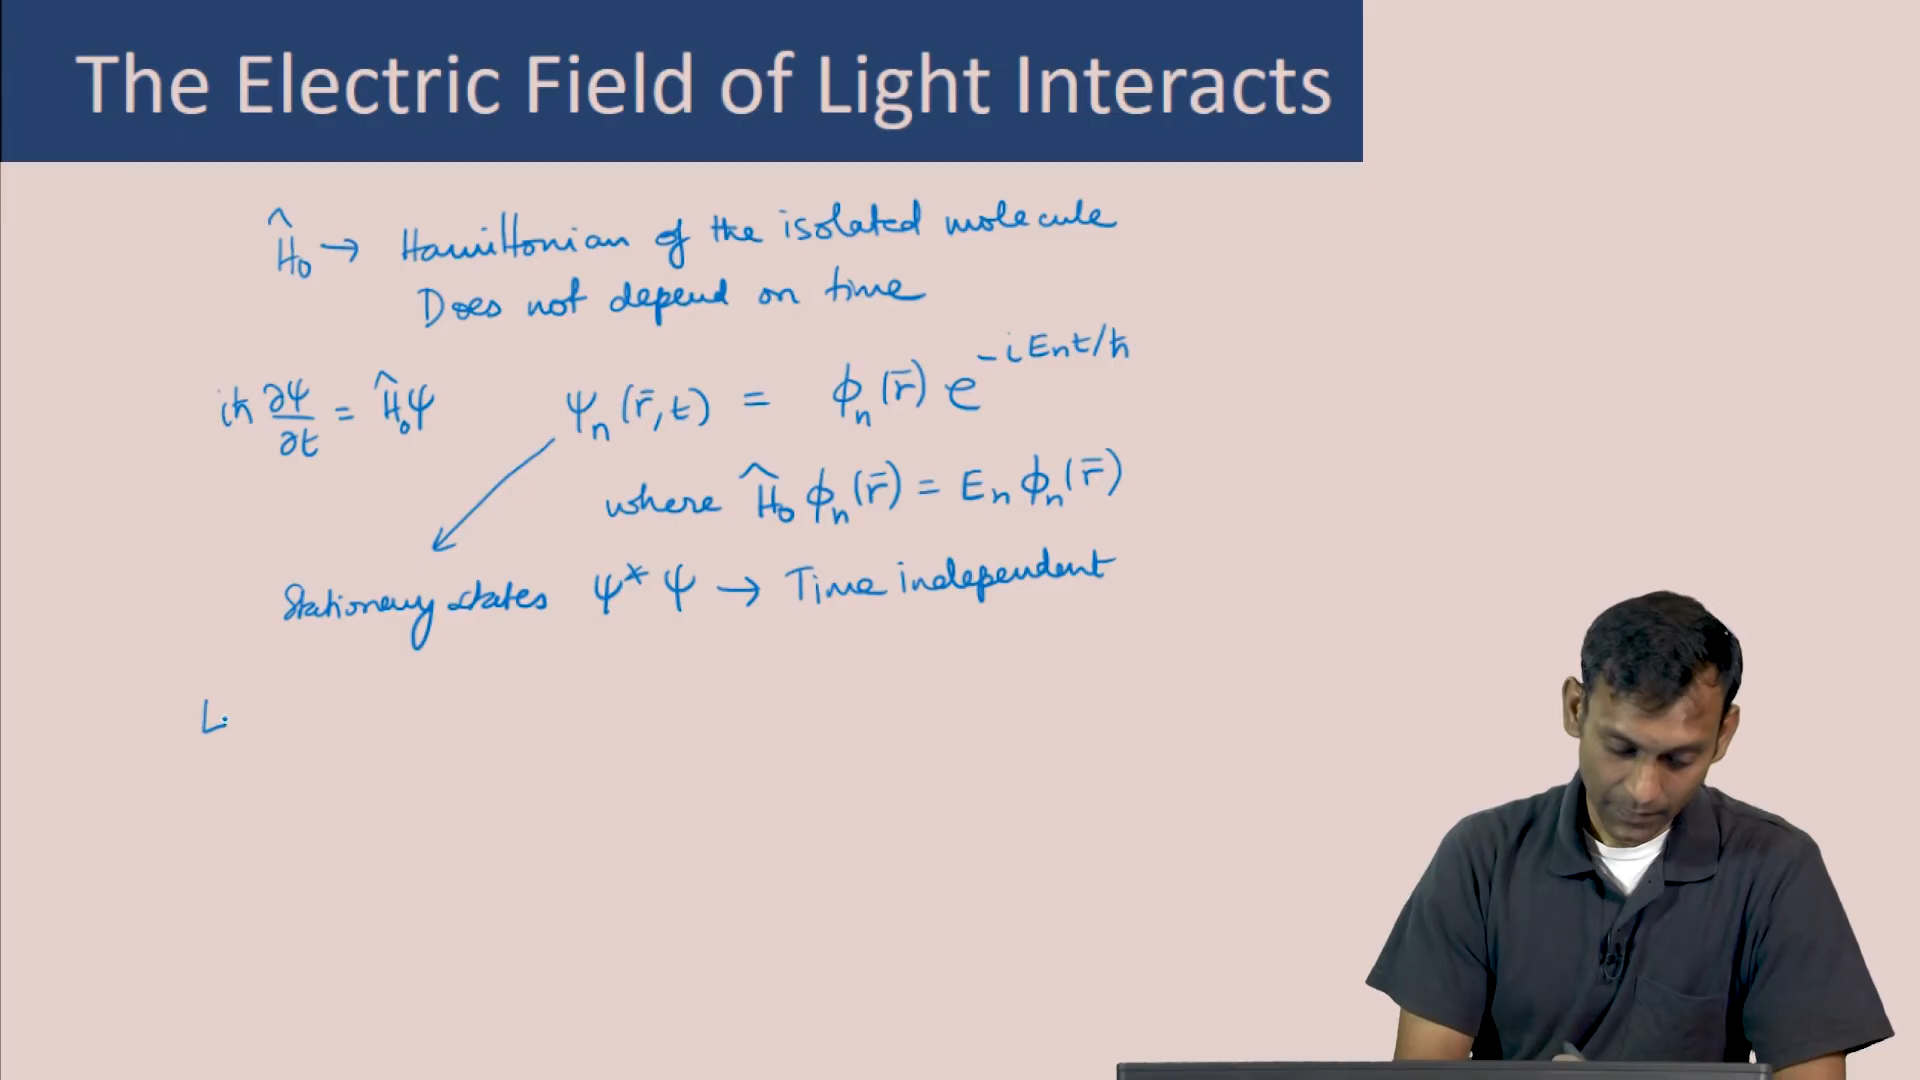 The Electric Field of Light Interacts
Ĥ₀ → Hamiltonian of the isolated molecule
Does not depend on time
iħ ∂ψ/∂t = Ĥ₀ψ    ψₙ(r̄,t) = ϕₙ(r̄) e^(-iEₙt/ħ)
where Ĥ₀ ϕₙ(r̄) = Eₙ ϕₙ(r̄)
Stationary states ψ* ψ → Time independent
L